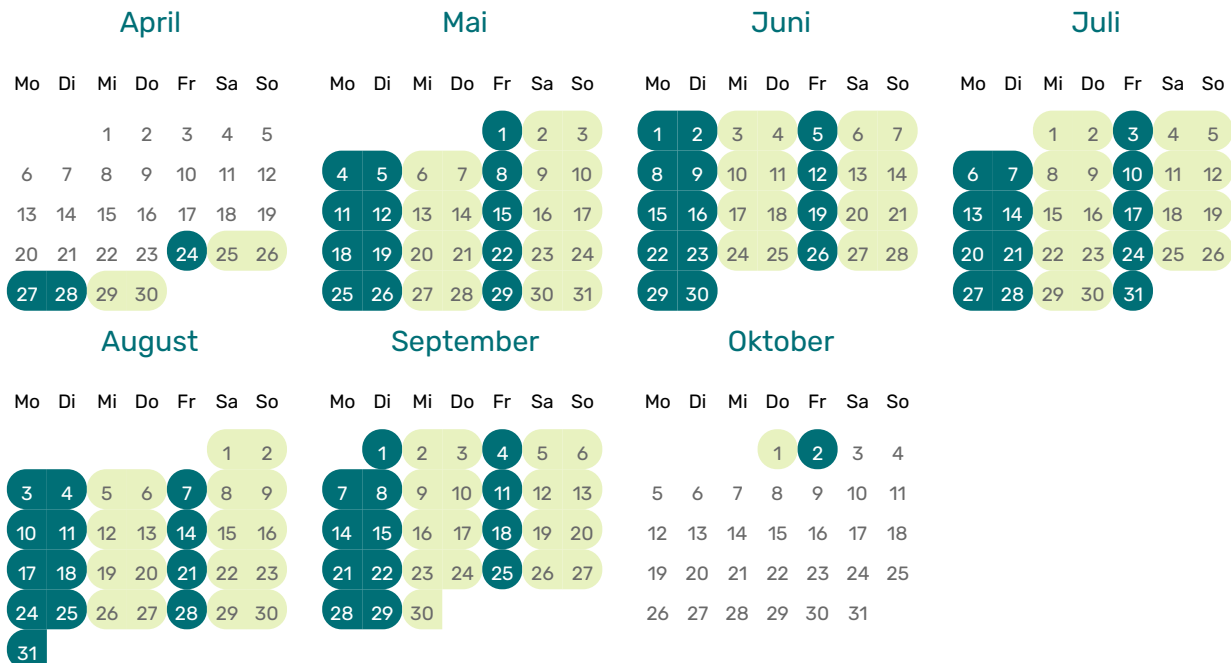 April Mai Juni Juli
Mo Di Mi Do Fr Sa So Mo Di Mi Do Fr Sa So Mo Di Mi Do Fr Sa So Mo Di Mi Do Fr Sa So
1 2 3 4 5 1 2 3 1 2 3 4 5 6 7 1 2 3 4 5
6 7 8 9 10 11 12 4 5 6 7 8 9 10 8 9 10 11 12 13 14 6 7 8 9 10 11 12
13 14 15 16 17 18 19 11 12 13 14 15 16 17 15 16 17 18 19 20 21 13 14 15 16 17 18 19
20 21 22 23 24 25 26 18 19 20 21 22 23 24 22 23 24 25 26 27 28 20 21 22 23 24 25 26
27 28 29 30 25 26 27 28 29 30 31 29 30 27 28 29 30 31
August September Oktober
Mo Di Mi Do Fr Sa So Mo Di Mi Do Fr Sa So Mo Di Mi Do Fr Sa So
1 2 1 2 3 4 5 6 1 2 3 4
3 4 5 6 7 8 9 7 8 9 10 11 12 13 5 6 7 8 9 10 11
10 11 12 13 14 15 16 14 15 16 17 18 19 20 12 13 14 15 16 17 18
17 18 19 20 21 22 23 21 22 23 24 25 26 27 19 20 21 22 23 24 25
24 25 26 27 28 29 30 28 29 30 26 27 28 29 30 31
31